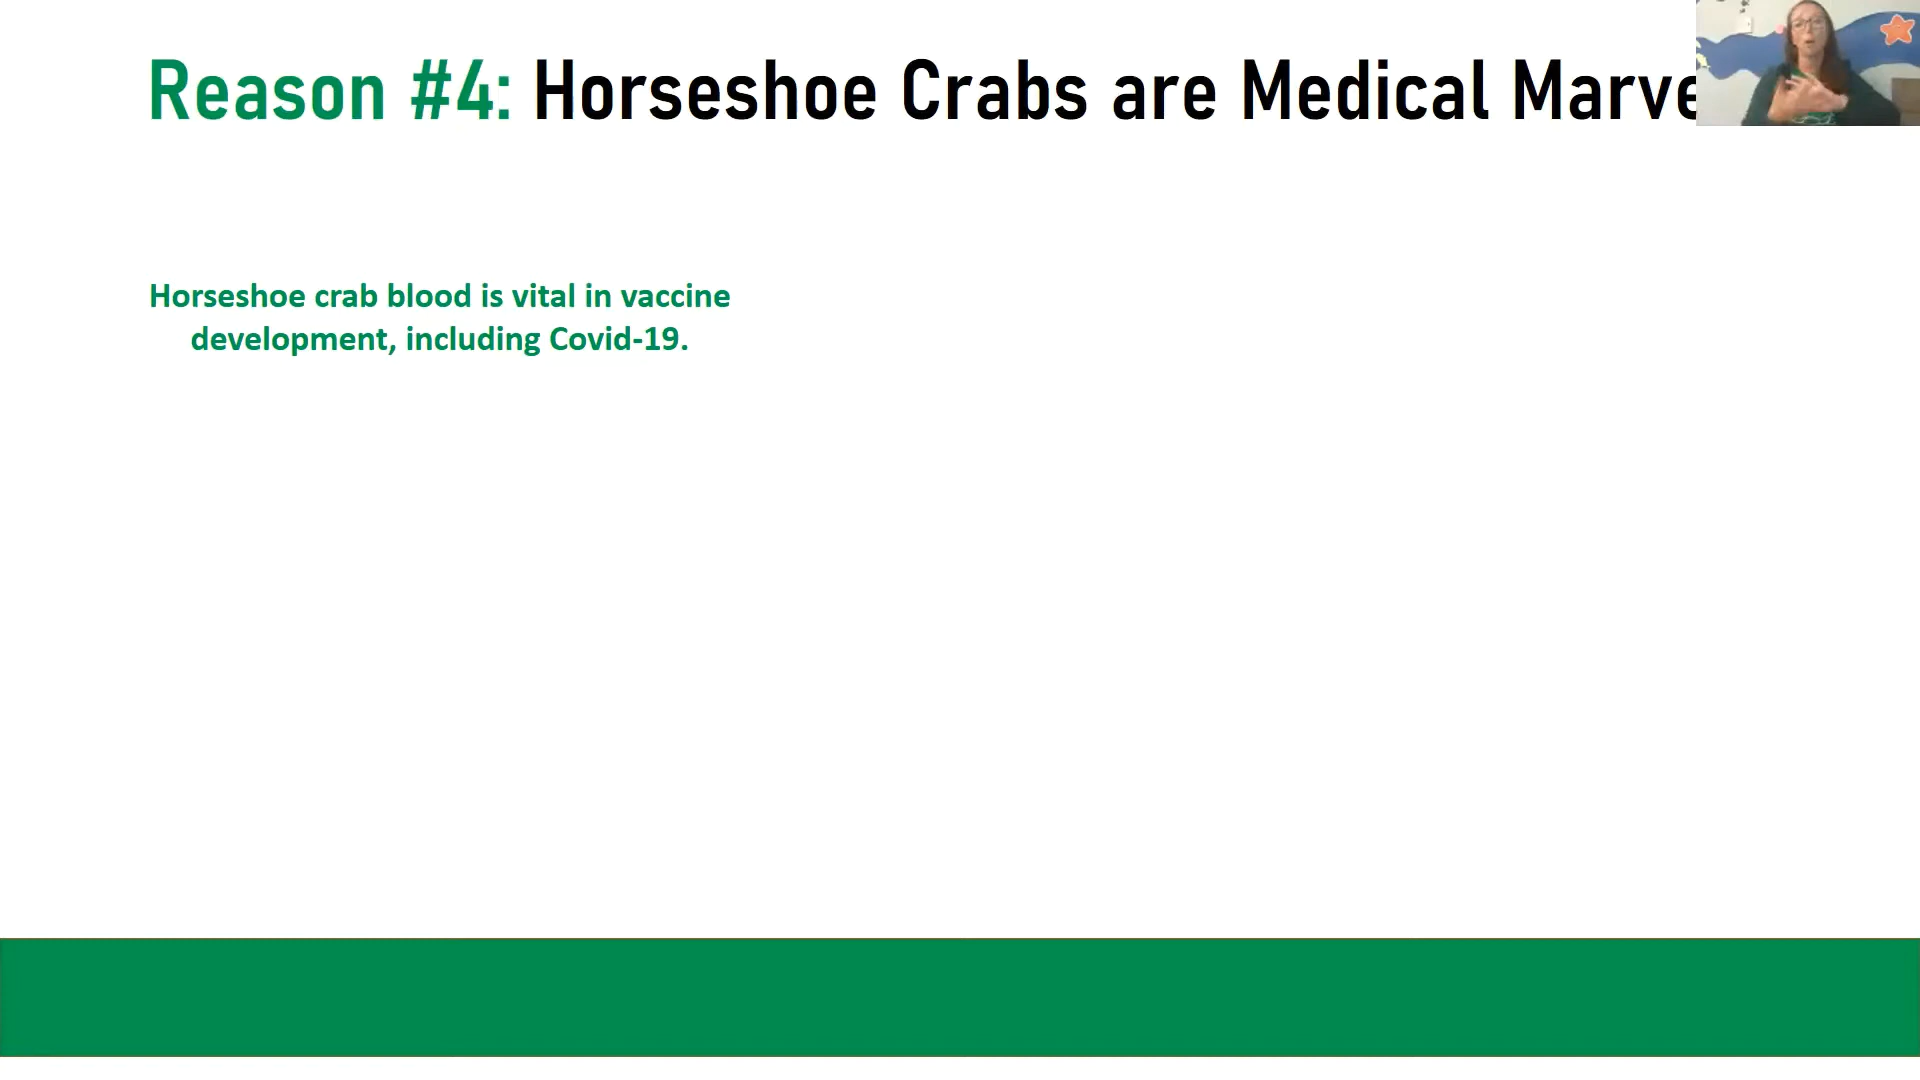 Reason #4: Horseshoe Crabs are Medical Marve
Horseshoe crab blood is vital in vaccine
development, including Covid-19.